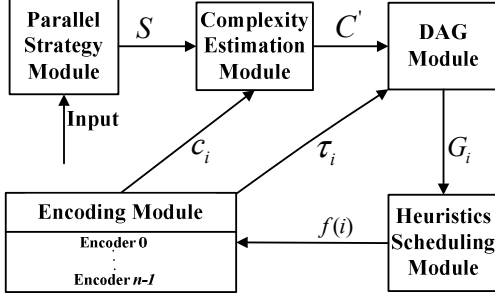 Parallel
Strategy
Module
S
Complexity
Estimation
Module
C'
DAG
Module
Input
c_i
τ_i
G_i
Encoding Module
Encoder 0
.
.
.
Encoder n-1
f(i)
Heuristics
Scheduling
Module